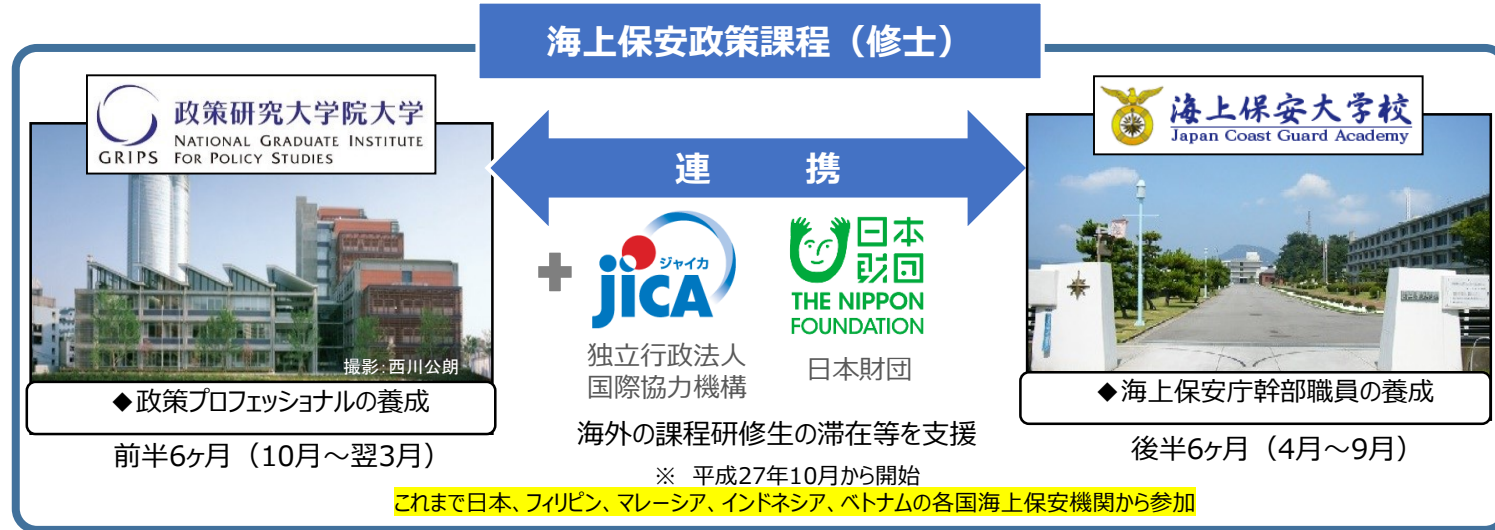 海上保安政策課程（修士）
政策研究大学院大学
NATIONAL GRADUATE INSTITUTE
FOR POLICY STUDIES
GRIPS
撮影：西川公朗
◆政策プロフェッショナルの養成
前半6ヶ月（10月～翌3月）
連　携
ジャイカ
jICA
独立行政法人
国際協力機構
日本
財団
THE NIPPON
FOUNDATION
日本財団
海外の課程研修生の滞在等を支援
※　平成27年10月から開始
海上保安大学校
Japan Coast Guard Academy
◆海上保安庁幹部職員の養成
後半6ヶ月（4月～9月）
これまで日本、フィリピン、マレーシア、インドネシア、ベトナムの各国海上保安機関から参加